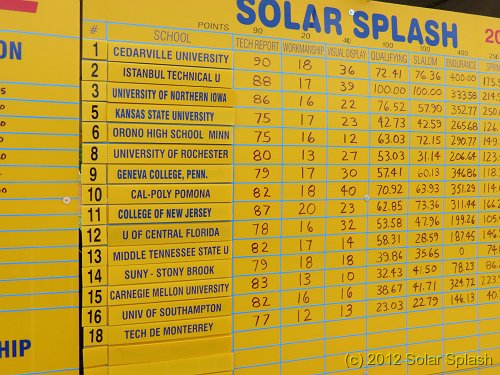 SOLAR SPLASH
POINTS 90 20 40 100 100 400
# SCHOOL TECH REPORT WORKMANSHIP VISUAL DISPLAY QUALIFYING SLALOM ENDURANCE
1 CEDARVILLE UNIVERSITY 90 18 36 72.41 76.36 400.00
2 ISTANBUL TECHNICAL U 88 17 39 100.00 100.00 333.58
3 UNIVERSITY OF NORTHERN IOWA 86 16 22 76.52 57.90 352.77
5 KANSAS STATE UNIVERSITY 75 17 23 42.73 42.59 265.68
6 ORONO HIGH SCHOOL MINN 75 16 12 63.03 72.15 290.77
8 UNIVERSITY OF ROCHESTER 80 13 27 53.03 31.14 206.64
9 GENEVA COLLEGE, PENN. 79 17 30 57.41 60.13 346.86
10 CAL-POLY POMONA 82 18 40 70.92 63.93 351.29
11 COLLEGE OF NEW JERSEY 87 20 23 62.85 73.36 311.44
12 U OF CENTRAL FLORIDA 78 16 32 53.58 47.96 199.26
13 MIDDLE TENNESSEE STATE U 82 17 14 58.31 28.59 187.45
14 SUNY - STONY BROOK 79 18 18 39.86 35.65 0
15 CARNEGIE MELLON UNIVERSITY 83 13 10 32.43 41.50 78.23
16 UNIV OF SOUTHAMPTON 82 16 16 38.67 41.71 324.72
18 TECH DE MONTERREY 77 12 13 23.03 22.79 146.13
(c) 2012 Solar Splash